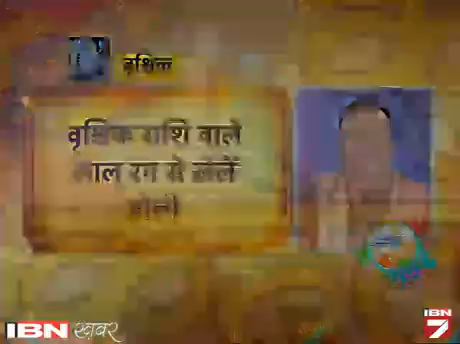 वृश्चिक
वृश्चिक राशि वाले
लाल रंग से खेलें
होली
IBN
7
IBN खबर